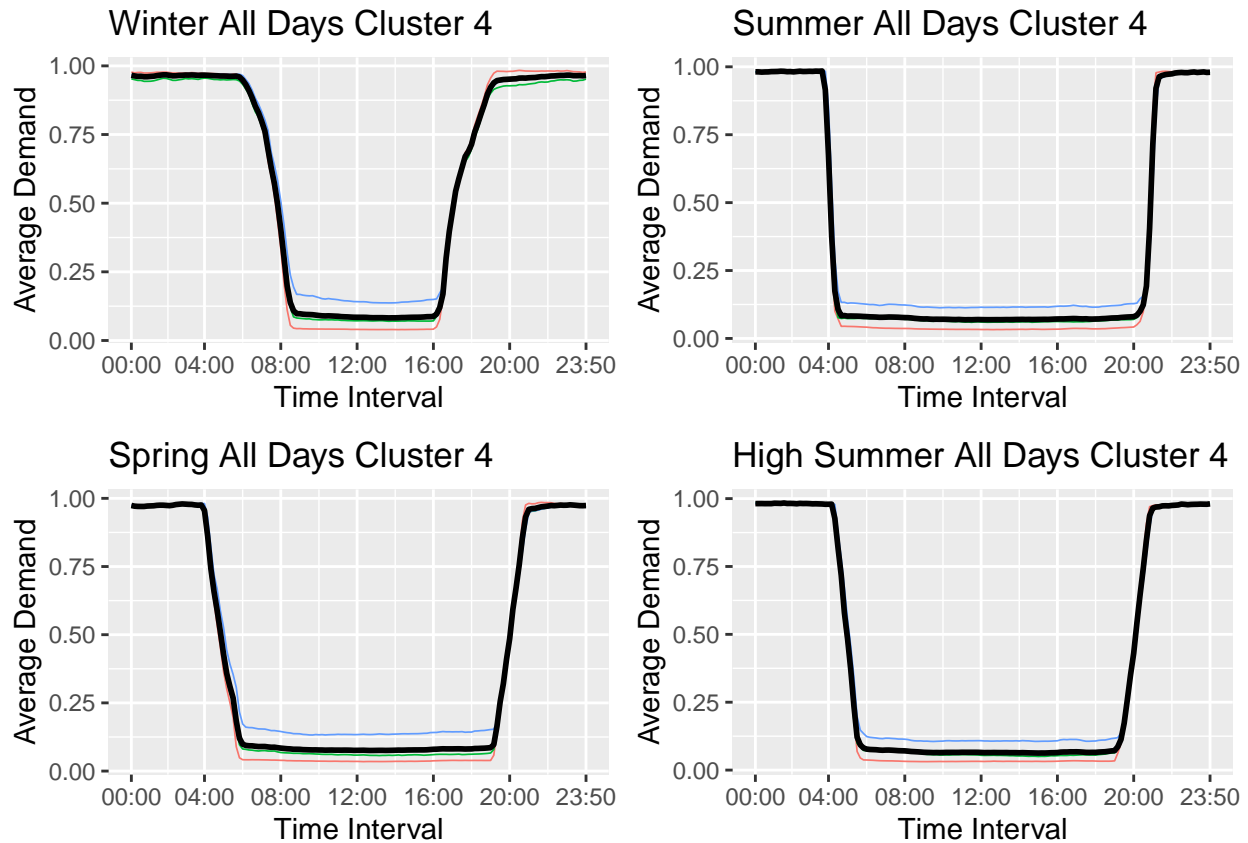 Winter All Days Cluster 4
Average Demand
1.00
0.75
0.50
0.25
0.00
00:00 04:00 08:00 12:00 16:00 20:00 23:50
Time Interval
Summer All Days Cluster 4
Average Demand
1.00
0.75
0.50
0.25
0.00
00:00 04:00 08:00 12:00 16:00 20:00 23:50
Time Interval
Spring All Days Cluster 4
Average Demand
1.00
0.75
0.50
0.25
0.00
00:00 04:00 08:00 12:00 16:00 20:00 23:50
Time Interval
High Summer All Days Cluster 4
Average Demand
1.00
0.75
0.50
0.25
0.00
00:00 04:00 08:00 12:00 16:00 20:00 23:50
Time Interval